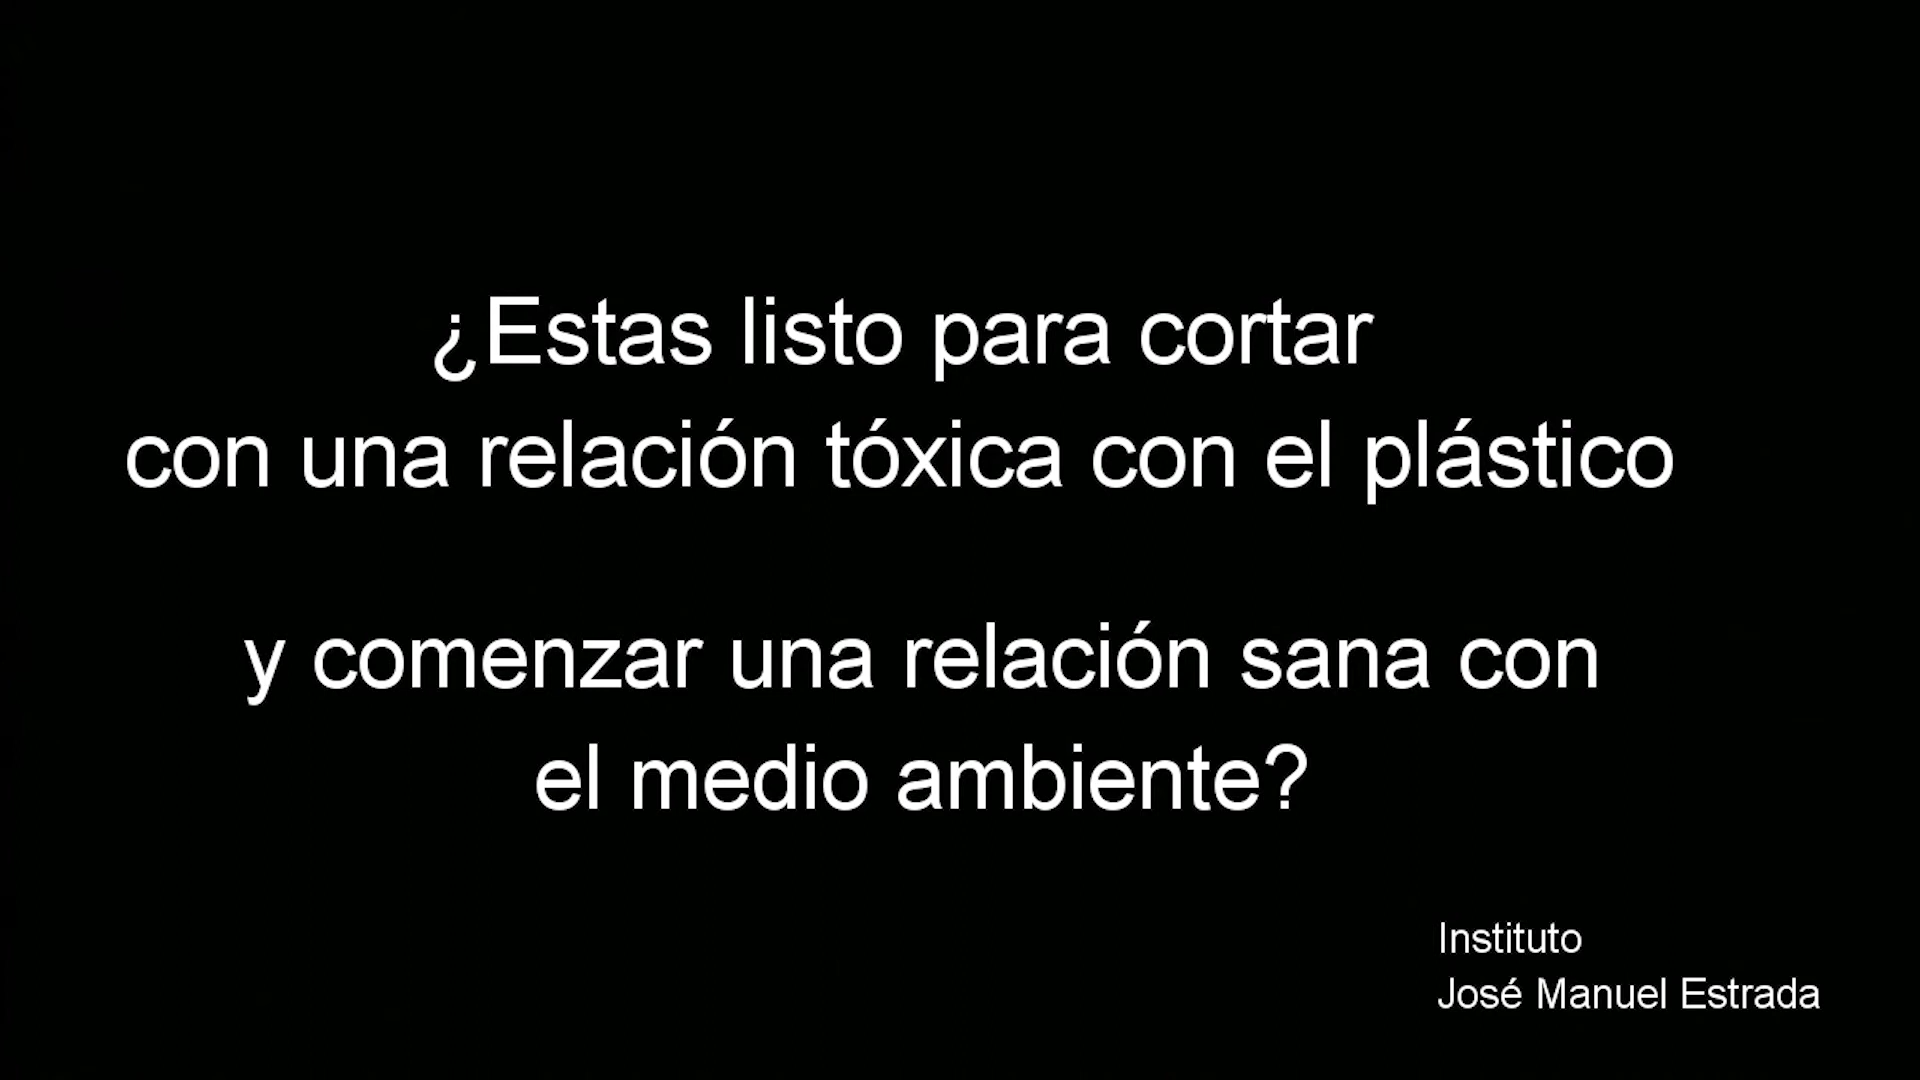 ¿Estas listo para cortar
con una relación tóxica con el plástico
y comenzar una relación sana con
el medio ambiente?
Instituto
José Manuel Estrada